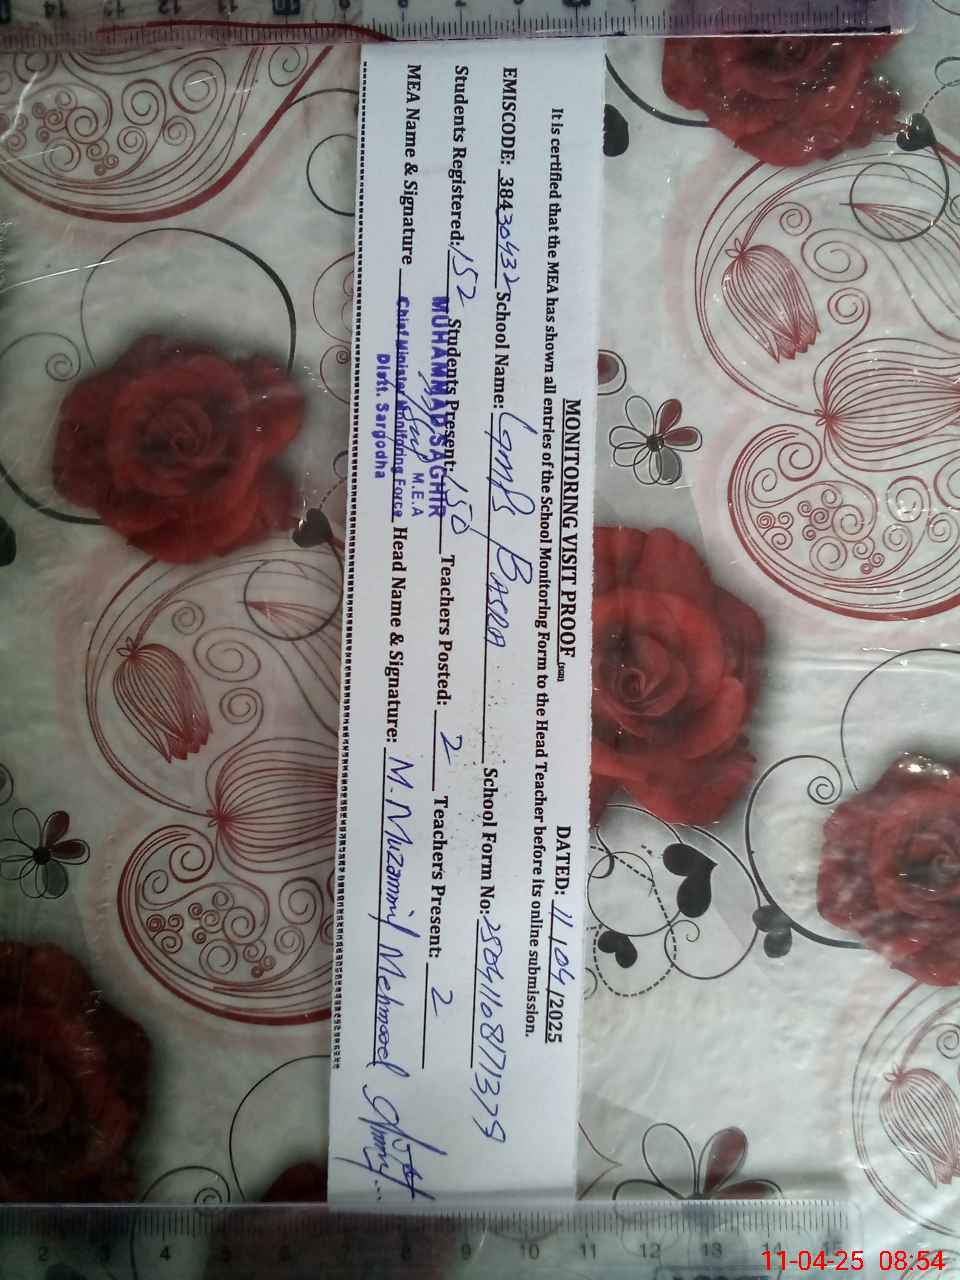 MONITORING VISIT PROOF DATED: 11/04/2025
It is certified that the MEA has shown all entries of the School Monitoring Form to the Head Teacher before its online submission.
EMISCODE: 38430432 School Name: GMPS BASRA School Form No:
Students Registered: 152 Students Present: 150 Teachers Posted: 2 Teachers Present: 2
MUHAMMAD SAGHIR
M.E.A
MEA Name & Signature Chief Minister Monitoring Force Head Name & Signature: M. Muzammil Mehmood
Distt. Sargodha
11-04-25 08:54